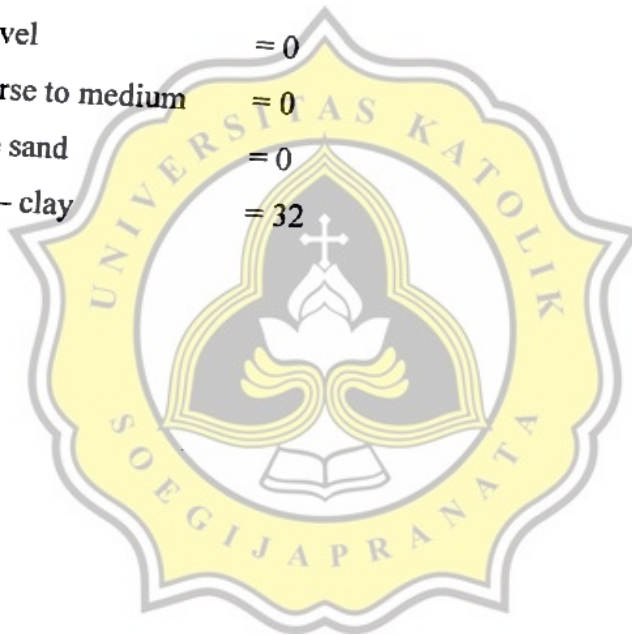 vel = 0
rse to medium = 0
sand = 0
– clay = 32
UNIVERSITAS KATOLIK
SOEGIJAPRANATA